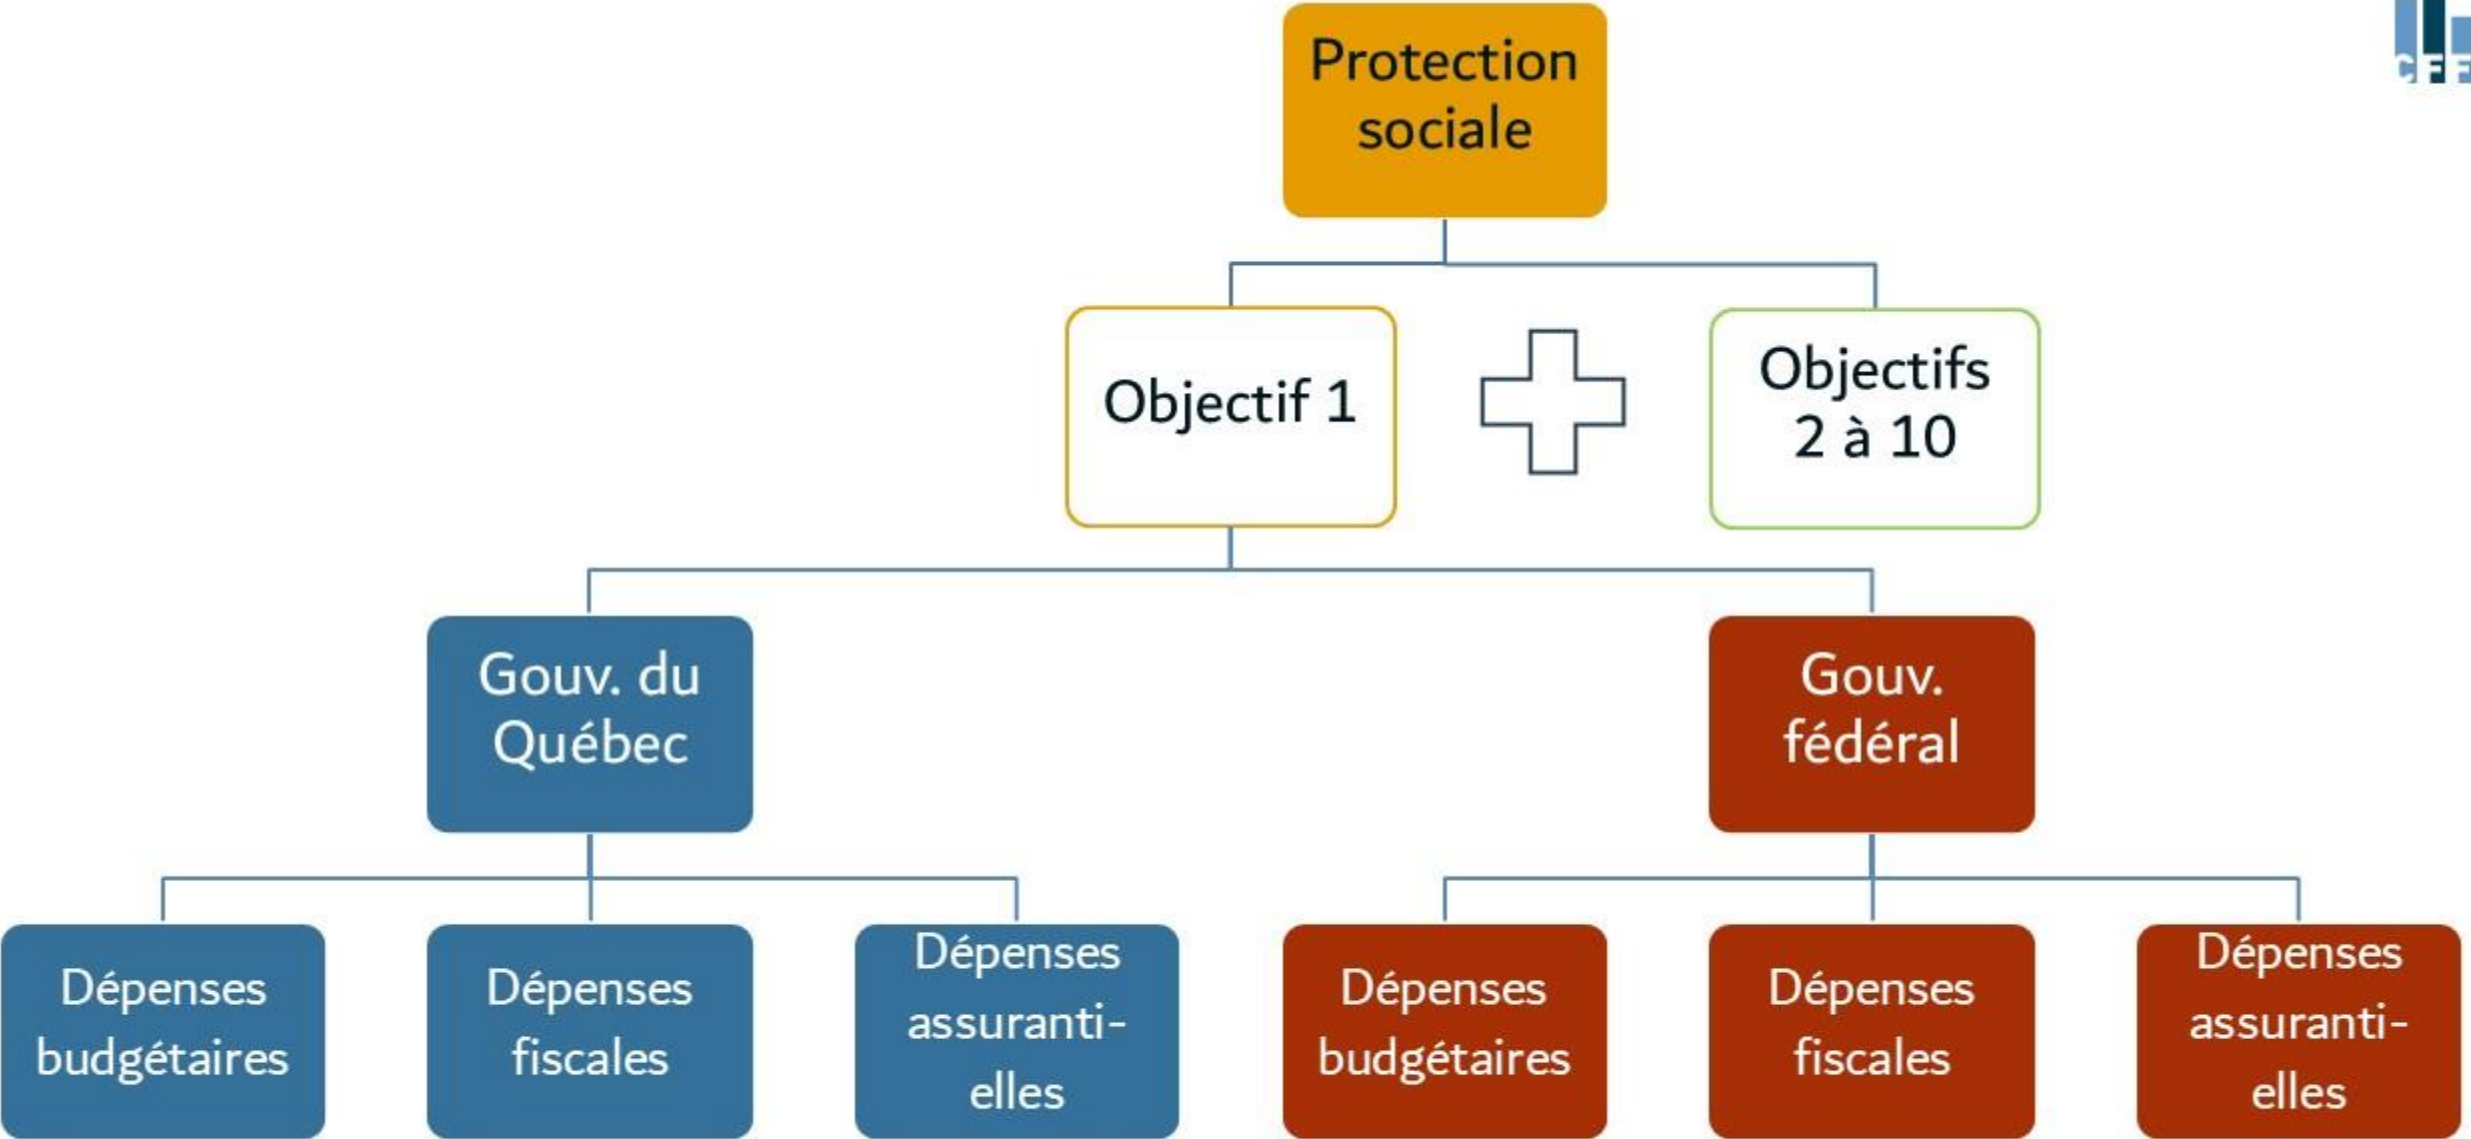 Protection
sociale
CFF
Objectif 1
Objectifs
2 à 10
Gouv. du
Québec
Gouv.
fédéral
Dépenses
budgétaires
Dépenses
fiscales
Dépenses
assuranti-
elles
Dépenses
budgétaires
Dépenses
fiscales
Dépenses
assuranti-
elles